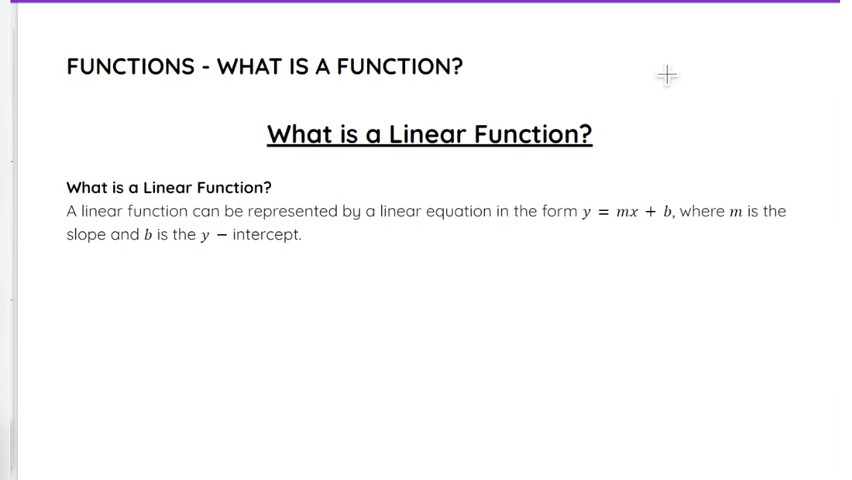 FUNCTIONS - WHAT IS A FUNCTION?
What is a Linear Function?
What is a Linear Function?
A linear function can be represented by a linear equation in the form y = mx + b, where m is the
slope and b is the y − intercept.